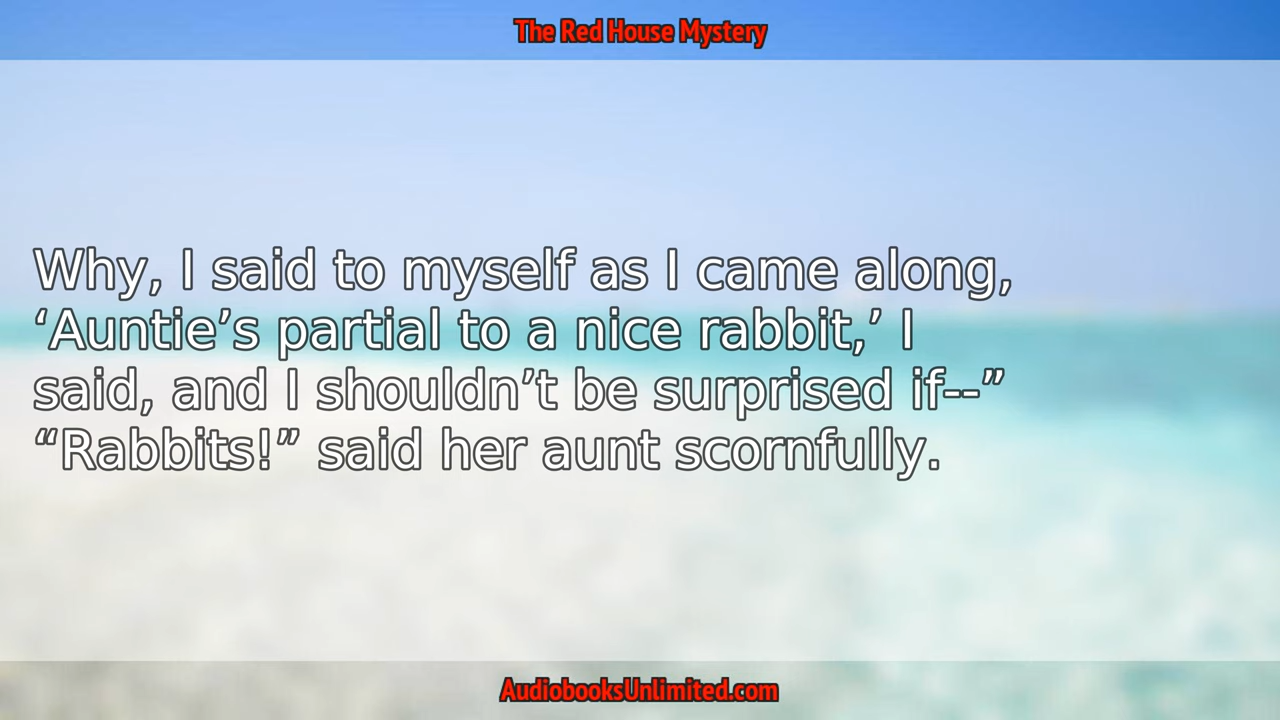 The Red House Mystery
Why, I said to myself as I came along,
‘Auntie’s partial to a nice rabbit,’ I
said, and I shouldn’t be surprised if--”
“Rabbits!” said her aunt scornfully.
AudiobooksUnlimited.com